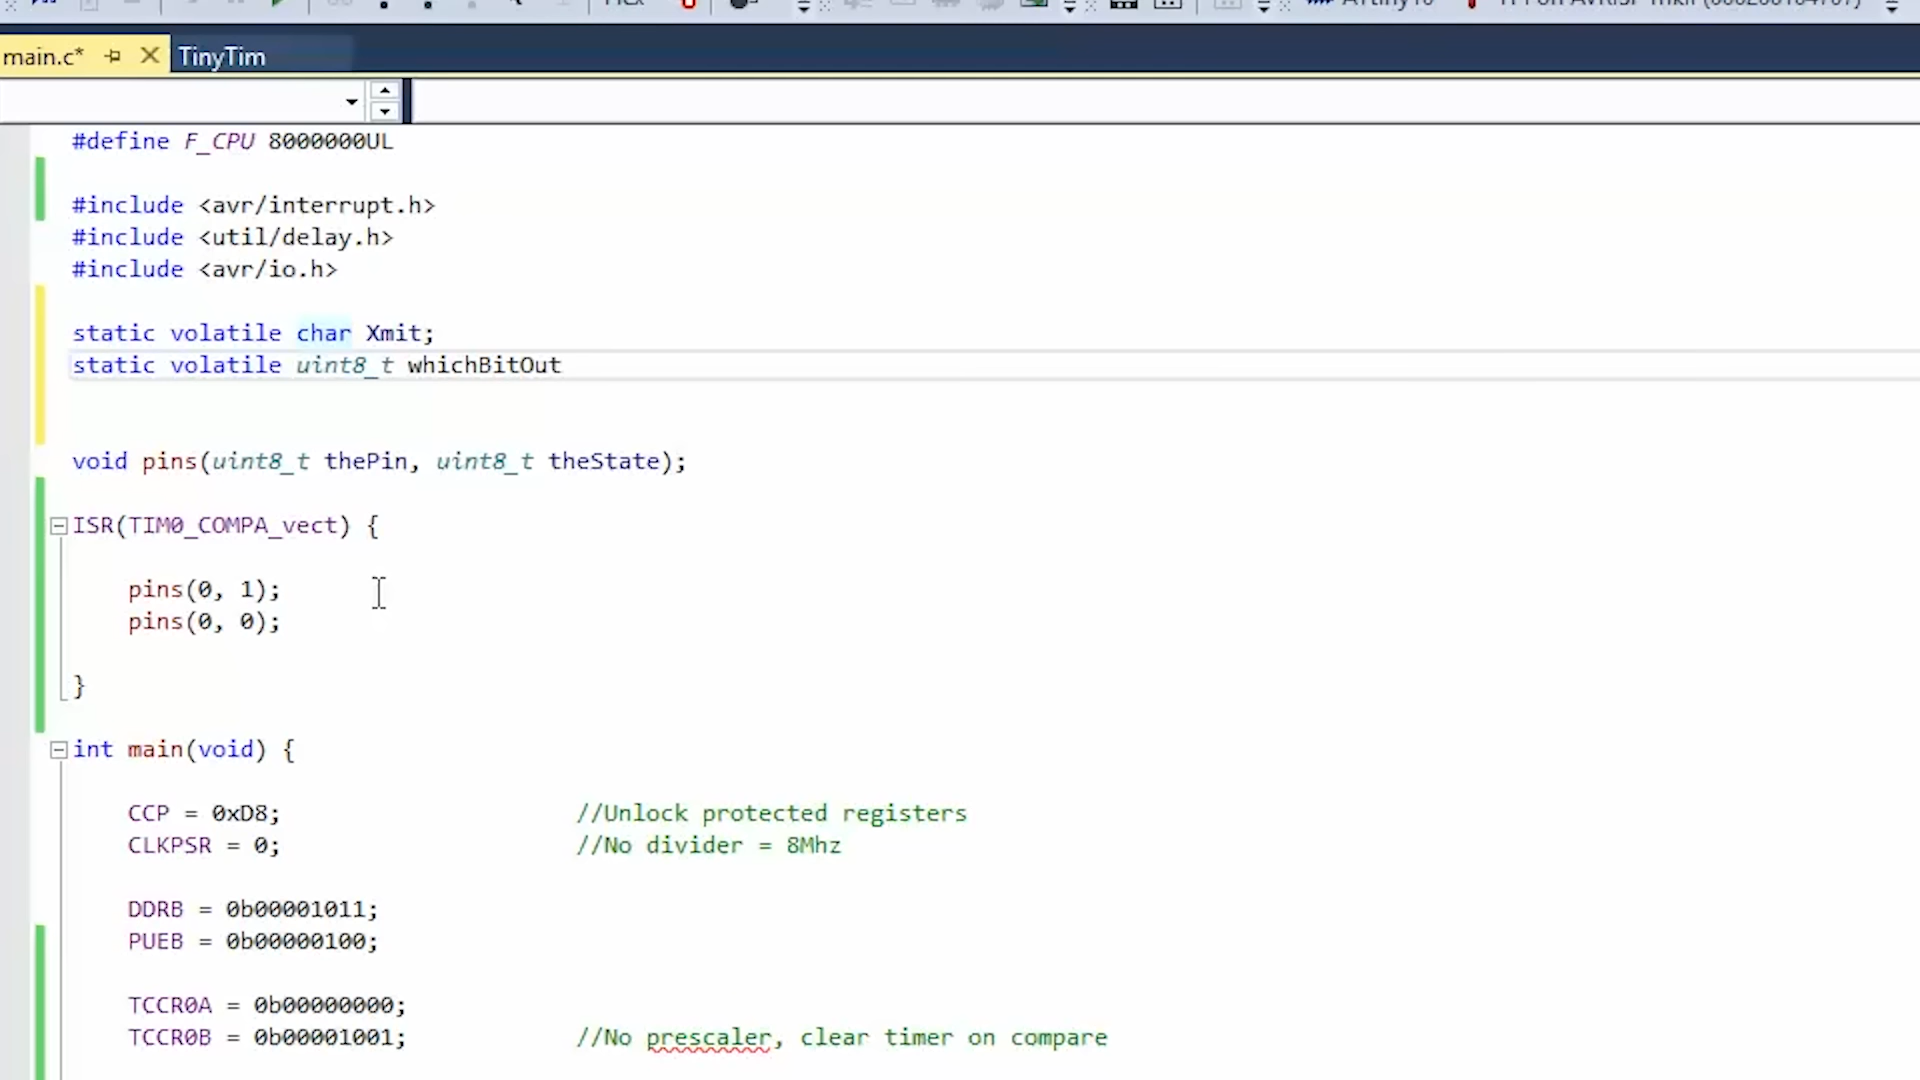 main.c*
TinyTim
#define F_CPU 8000000UL
#include <avr/interrupt.h>
#include <util/delay.h>
#include <avr/io.h>
static volatile char Xmit;
static volatile uint8_t whichBitOut
void pins(uint8_t thePin, uint8_t theState);
ISR(TIM0_COMPA_vect) {
pins(0, 1);
pins(0, 0);
}
int main(void) {
CCP = 0xD8; //Unlock protected registers
CLKPSR = 0; //No divider = 8Mhz
DDRB = 0b00001011;
PUEB = 0b00000100;
TCCR0A = 0b00000000;
TCCR0B = 0b00001001; //No prescaler, clear timer on compare